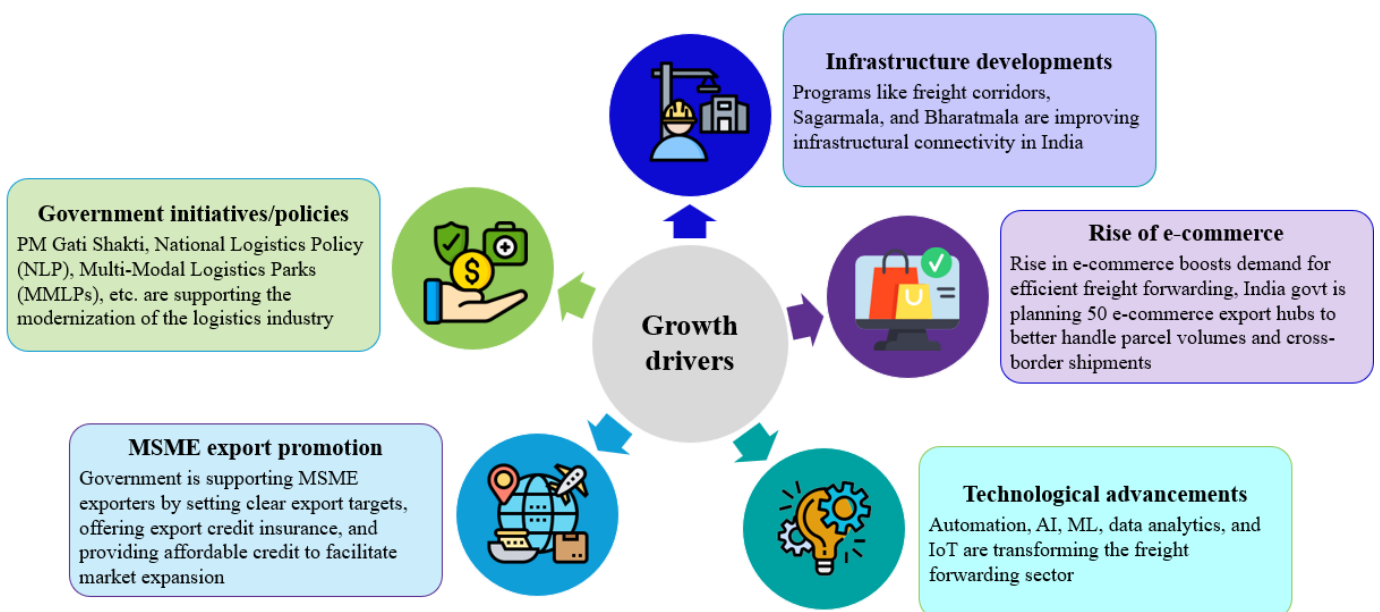 Infrastructure developments
Programs like freight corridors,
Sagarmala, and Bharatmala are improving
infrastructural connectivity in India
Government initiatives/policies
PM Gati Shakti, National Logistics Policy
(NLP), Multi-Modal Logistics Parks
(MMLPs), etc. are supporting the
modernization of the logistics industry
Rise of e-commerce
Rise in e-commerce boosts demand for
efficient freight forwarding, India govt is
planning 50 e-commerce export hubs to
better handle parcel volumes and cross-
border shipments
Growth
drivers
MSME export promotion
Government is supporting MSME
exporters by setting clear export targets,
offering export credit insurance, and
providing affordable credit to facilitate
market expansion
Technological advancements
Automation, AI, ML, data analytics, and
IoT are transforming the freight
forwarding sector